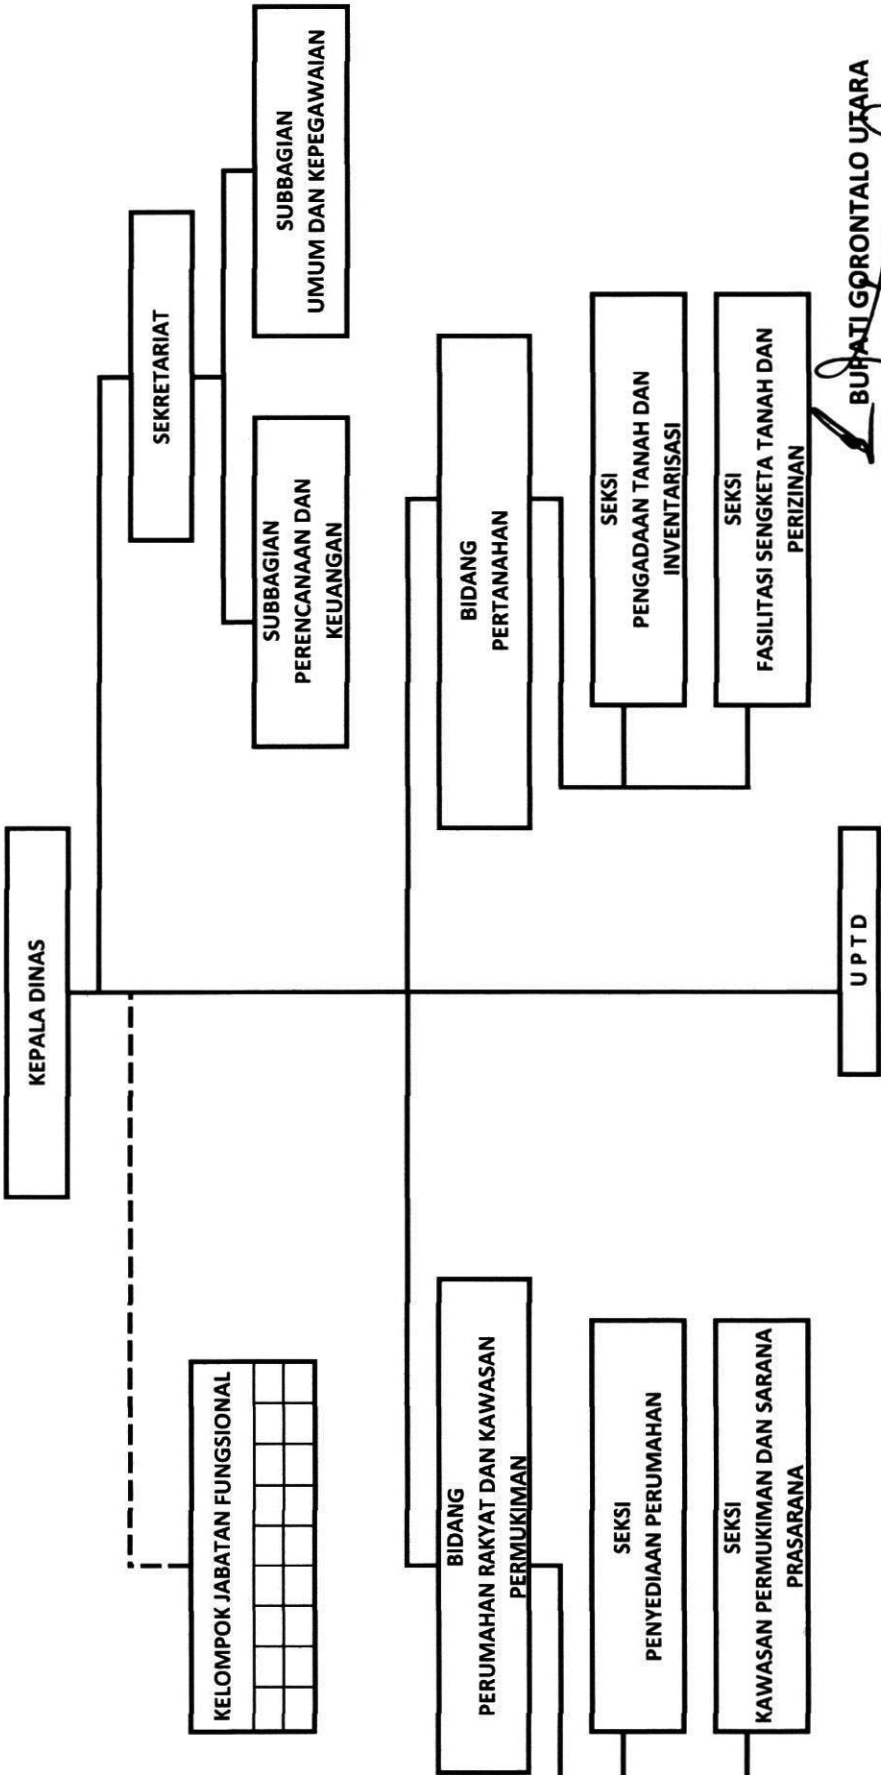 KEPALA DINAS
SEKRETARIAT
KELOMPOK JABATAN FUNGSIONAL
SUBBAGIAN
PERENCANAAN DAN
KEUANGAN
SUBBAGIAN
UMUM DAN KEPEGAWAIAN
BIDANG
PERUMAHAN RAKYAT DAN KAWASAN
PERMUKIMAN
BIDANG
PERTANAHAN
SEKSI
PENYEDIAAN PERUMAHAN
SEKSI
PENGADAAN TANAH DAN
INVENTARISASI
SEKSI
KAWASAN PERMUKIMAN DAN SARANA
PRASARANA
SEKSI
FASILITASI SENGKETA TANAH DAN
PERIZINAN
U P T D
BUPATI GORONTALO UTARA